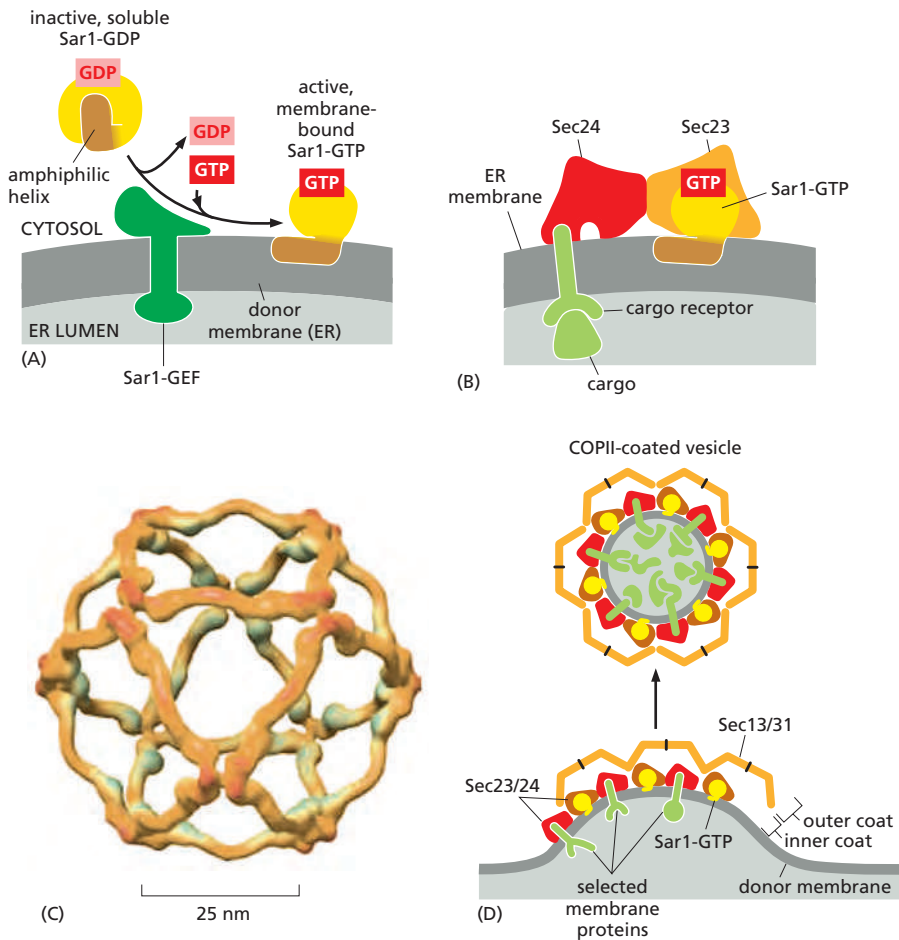 inactive, soluble
Sar1-GDP
GDP
amphiphilic
helix
GDP
GTP
active,
membrane-
bound
Sar1-GTP
GTP
CYTOSOL
ER LUMEN
donor
membrane (ER)
(A)
Sar1-GEF
Sec24
Sec23
ER
membrane
GTP
Sar1-GTP
cargo receptor
(B)
cargo
(C)
25 nm
COPII-coated vesicle
Sec13/31
Sec23/24
outer coat
inner coat
Sar1-GTP
selected
membrane
proteins
donor membrane
(D)